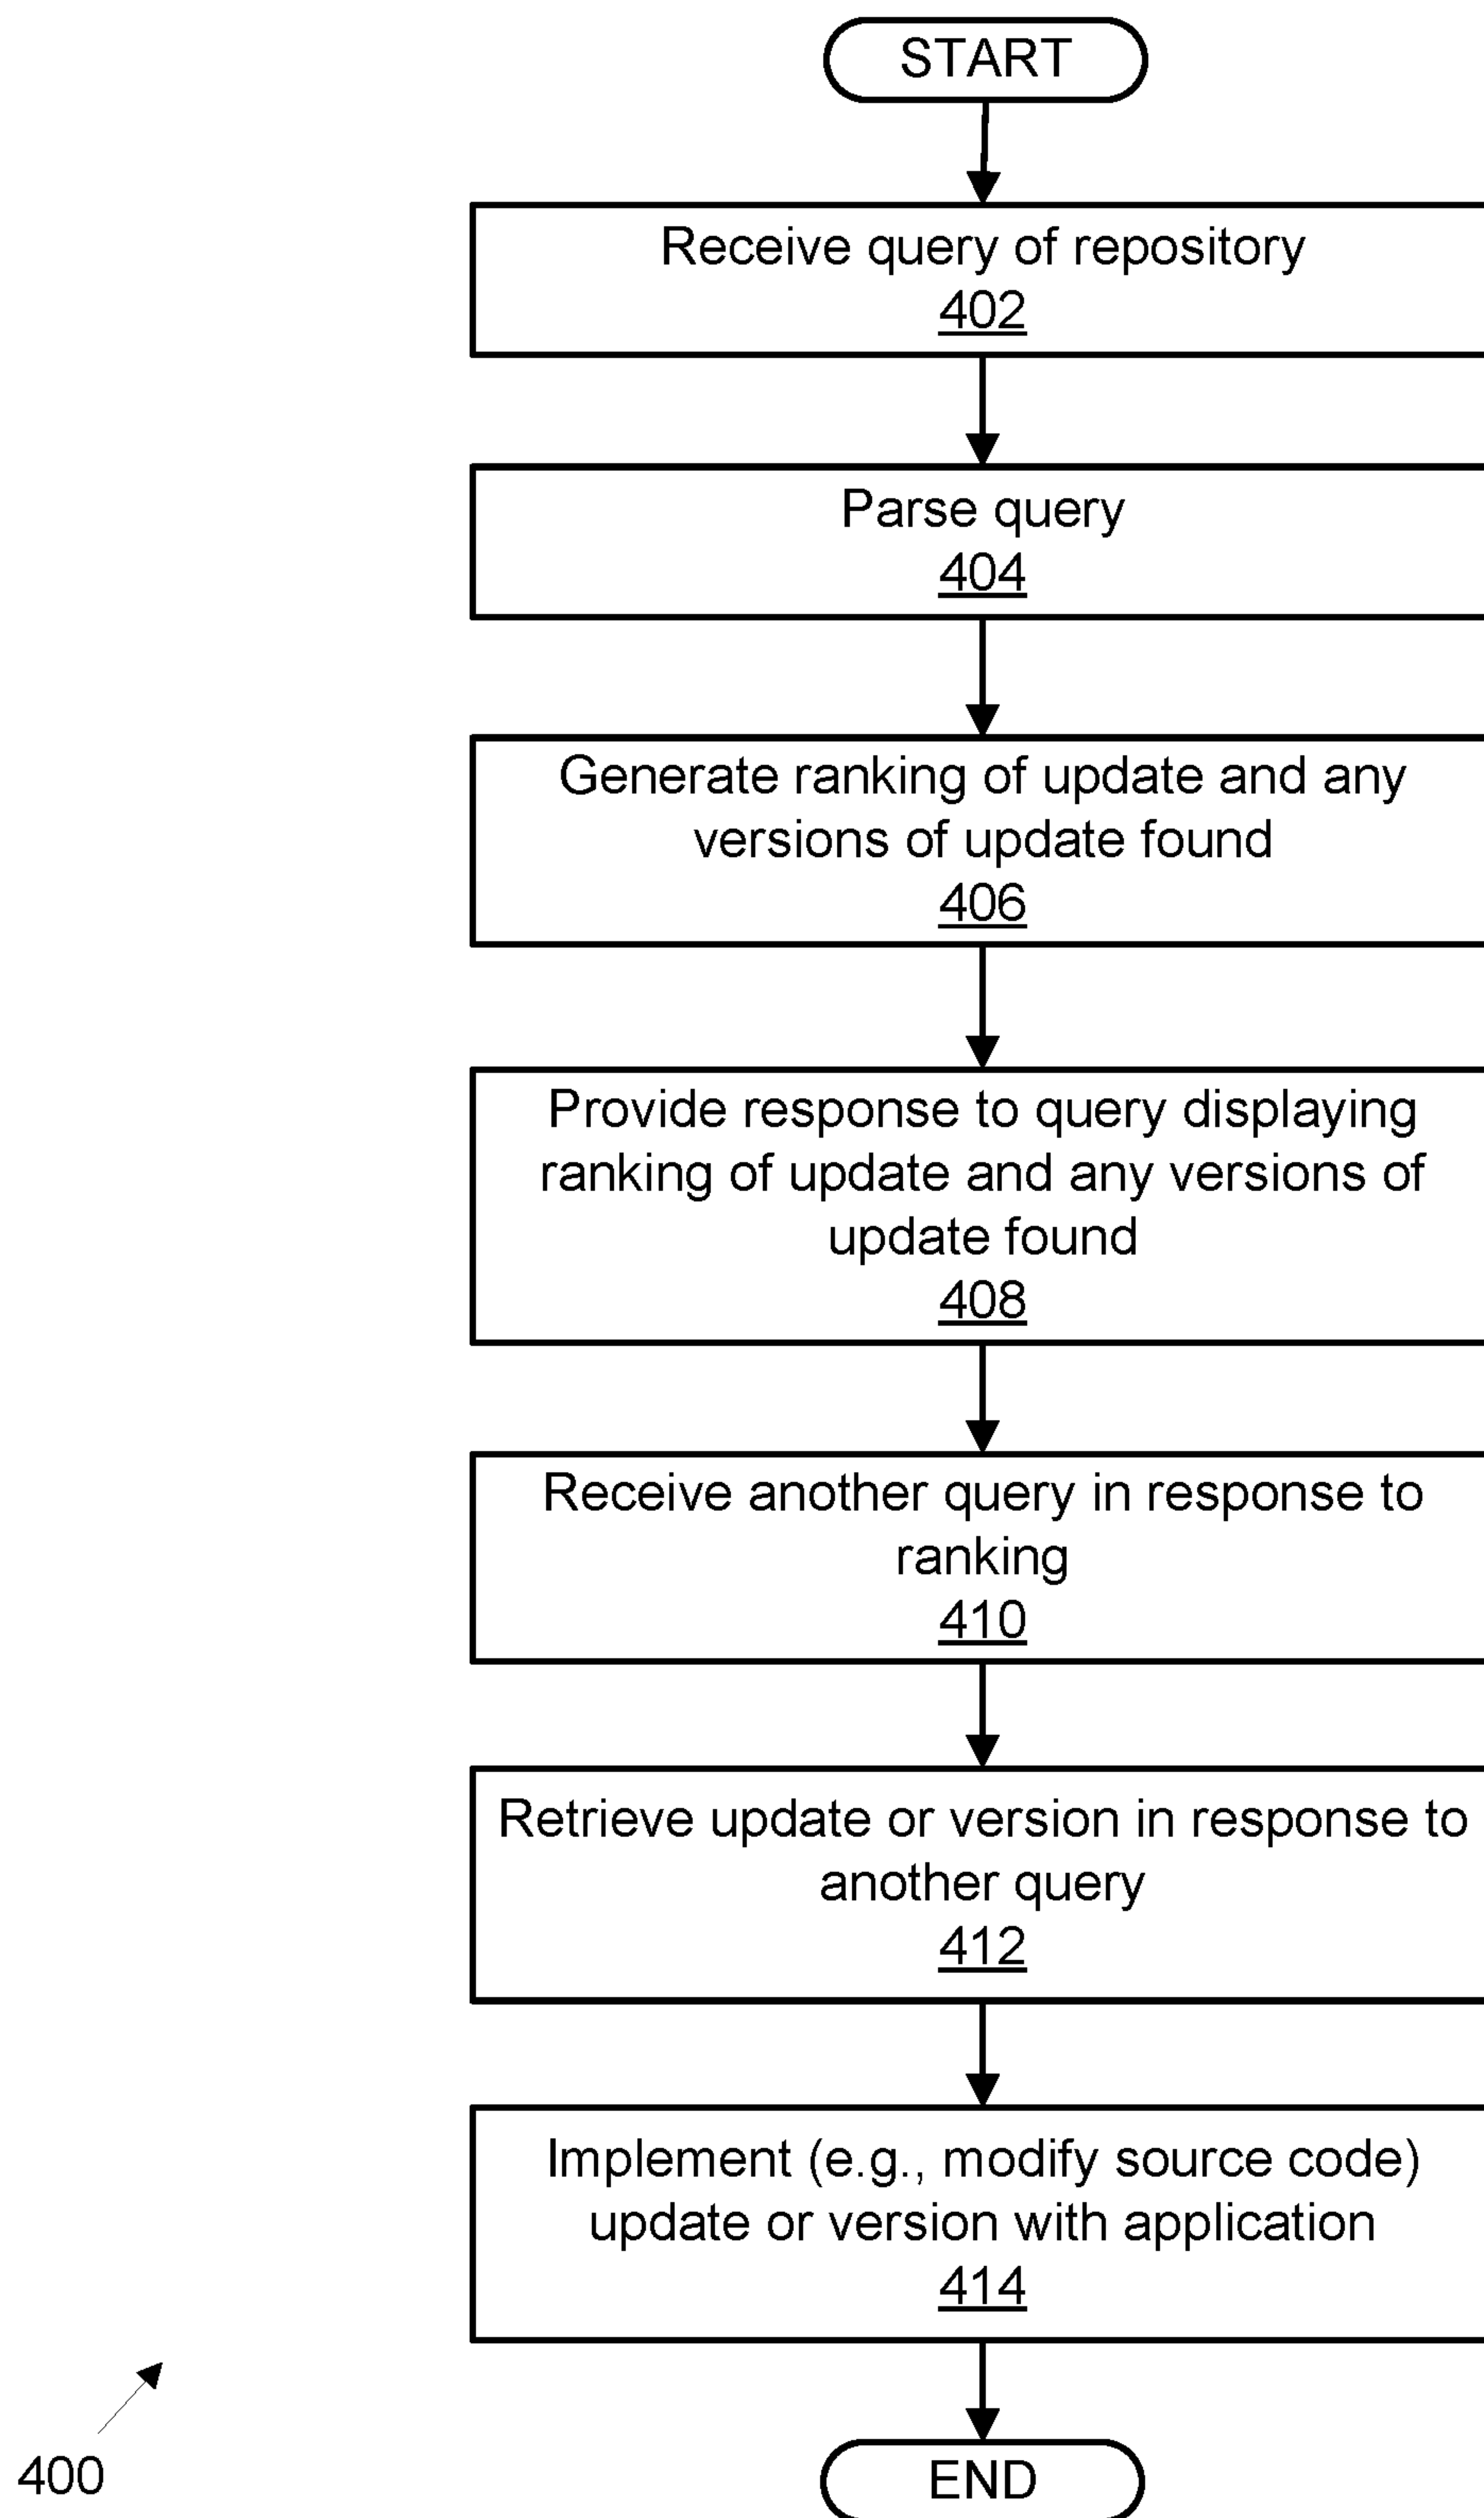 START
Receive query of repository
402
Parse query
404
Generate ranking of update and any
versions of update found
406
Provide response to query displaying
ranking of update and any versions of
update found
408
Receive another query in response to
ranking
410
Retrieve update or version in response to
another query
412
Implement (e.g., modify source code)
update or version with application
414
END
400